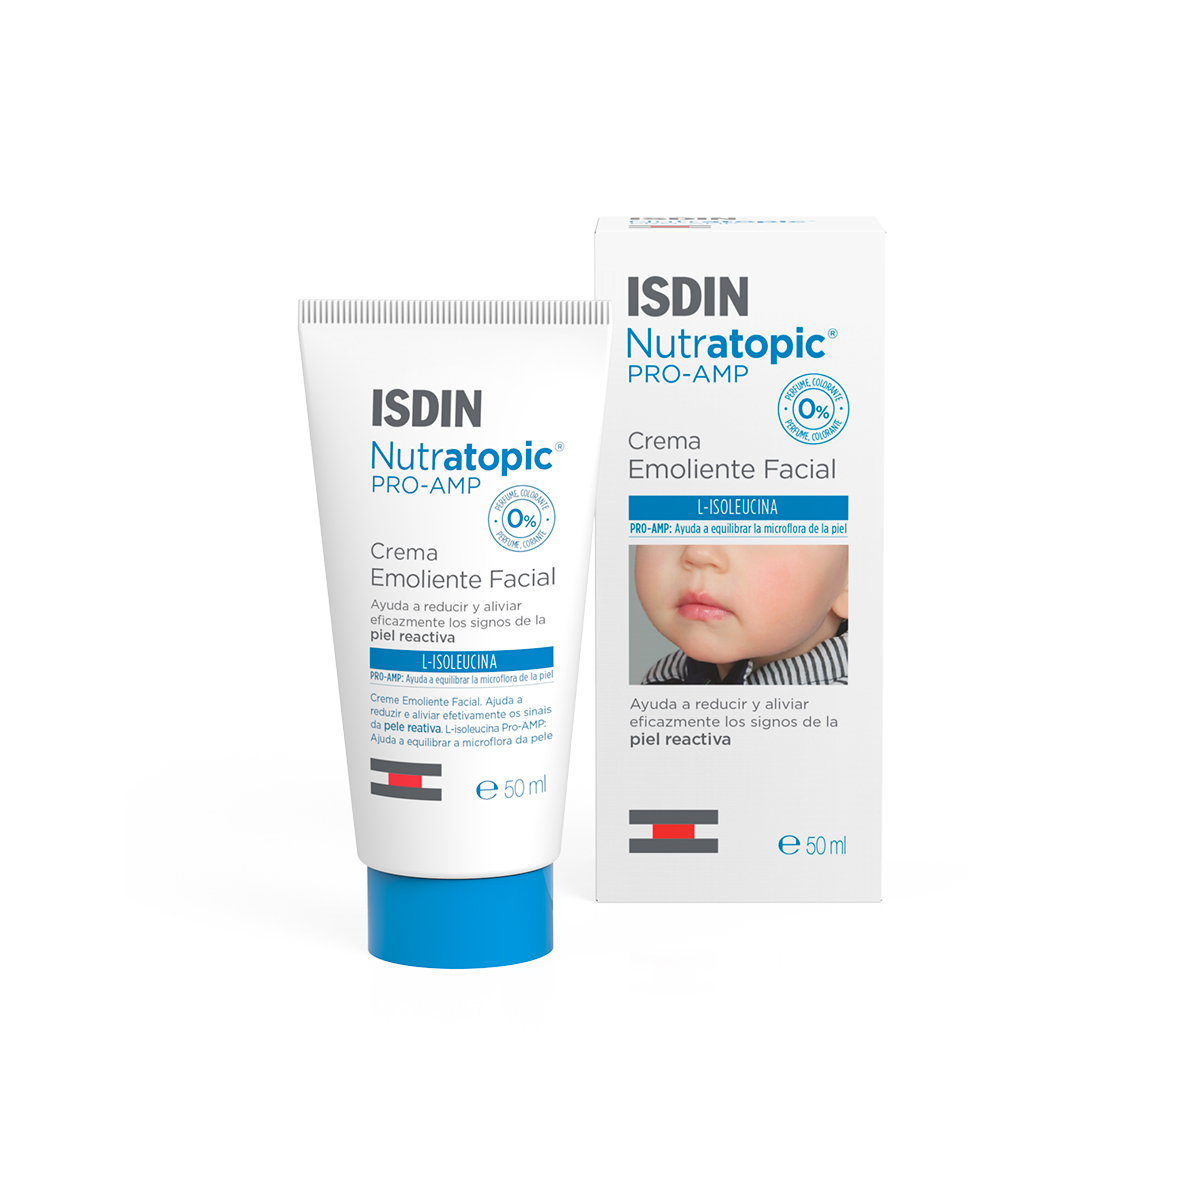 ISDIN
Nutratopic®
PRO-AMP
PERFUME, COLORANTE
0%
Crema
Emoliente Facial
Ayuda a reducir y aliviar
eficazmente los signos de la
piel reactiva
L-ISOLEUCINA
PRO-AMP: Ayuda a equilibrar la microflora de la piel
Creme Emoliente Facial. Ajuda a
reduzir e aliviar efetivamente os sinais
da pele reativa. L-isoleucina Pro-AMP:
Ajuda a equilibrar a microflora da pele
℮ 50 ml
ISDIN
Nutratopic®
ISDIN
Nutratopic®
PRO-AMP
PERFUME, COLORANTE
0%
PERFUME, COLORANTE
Crema
Emoliente Facial
L-ISOLEUCINA
PRO-AMP: Ayuda a equilibrar la microflora de la piel
Ayuda a reducir y aliviar
eficazmente los signos de la
piel reactiva
℮ 50 ml